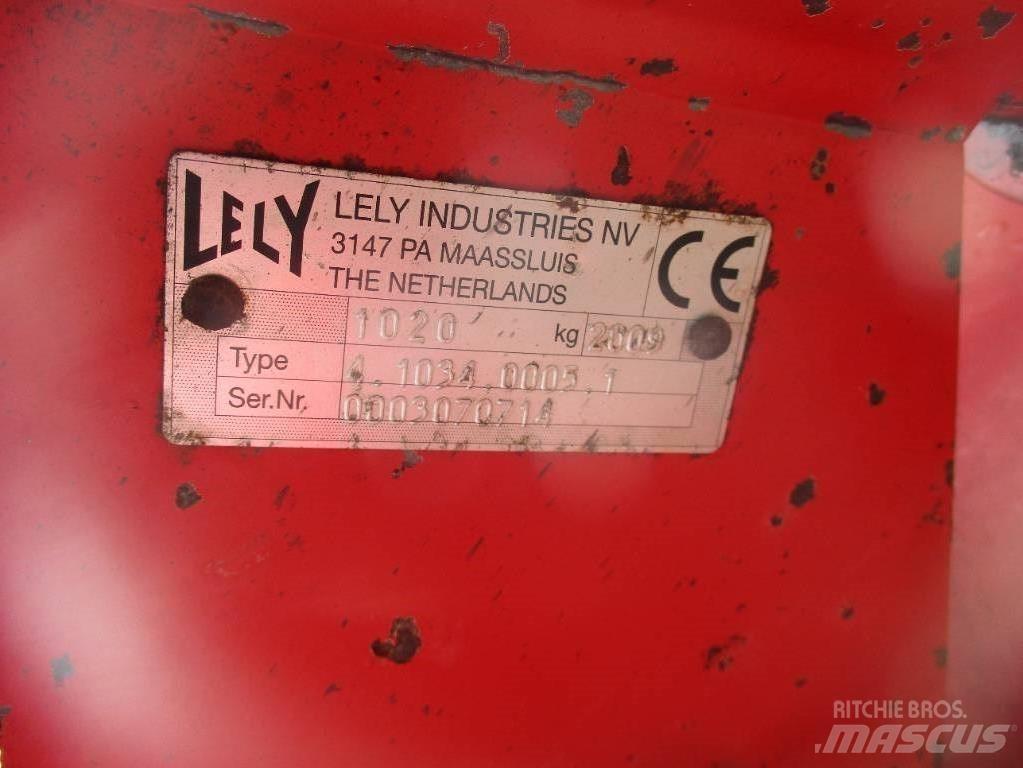 LELY
LELY INDUSTRIES NV
3147 PA MAASSLUIS
THE NETHERLANDS
CE
1020 kg 2009
Type 4.1034.0005.1
Ser.Nr. 0003070714
RITCHIE BROS.
MASCUS